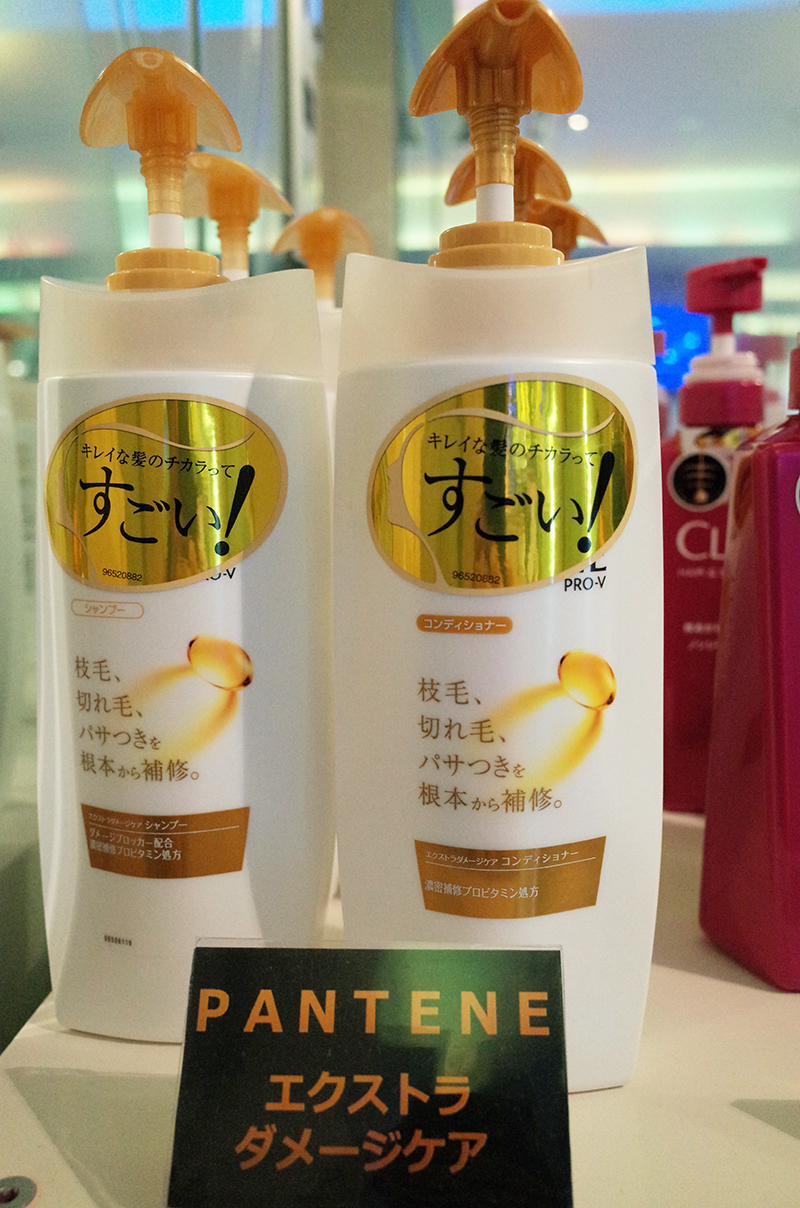 キレイな髪のチカラって
すごい!
96520882
O-V
シャンプー
枝毛、
切れ毛、
パサつきを
根本から補修。
エクストラダメージケア シャンプー
ダメージブロッカー配合
濃密補修プロビタミン処方
キレイな髪のチカラって
すごい!
96520882
PRO-V
コンディショナー
枝毛、
切れ毛、
パサつきを
根本から補修。
エクストラダメージケア コンディショナー
濃密補修プロビタミン処方
CL
PANTENE
エクストラ
ダメージケア